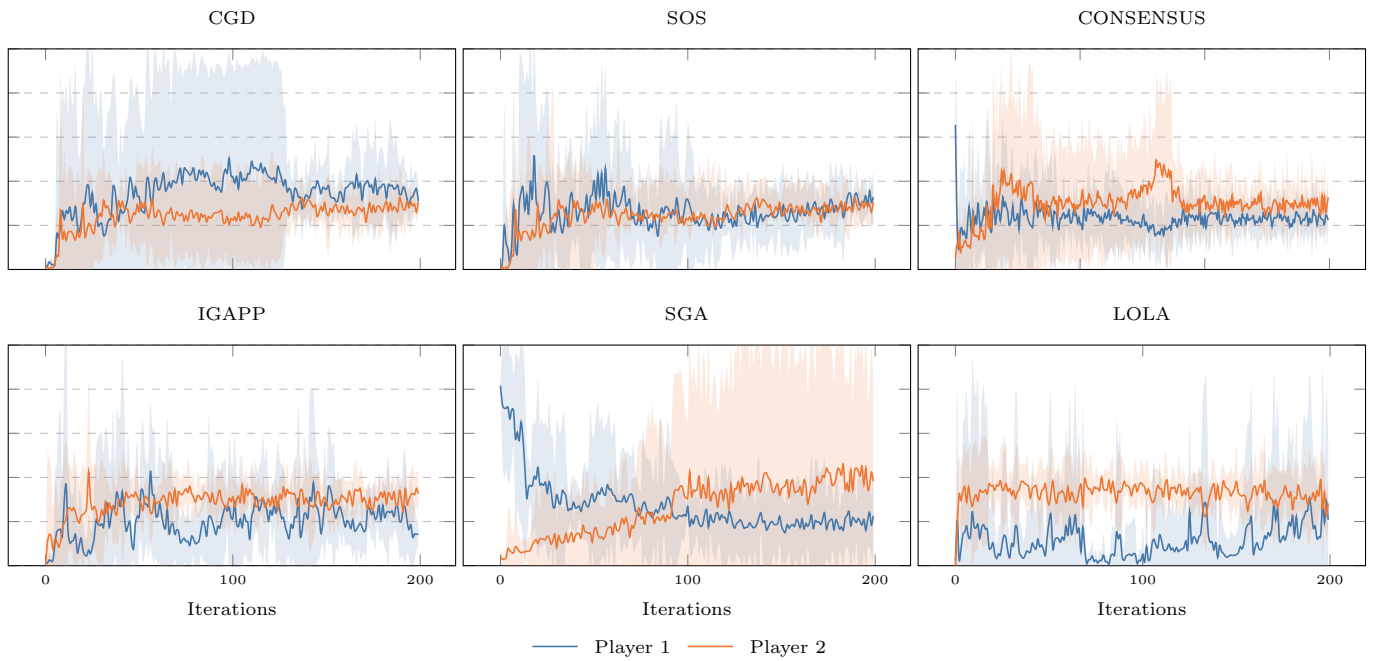 CGD SOS CONSENSUS
IGAPP SGA LOLA
0 100 200 0 100 200 0 100 200
Iterations Iterations Iterations
Player 1 Player 2